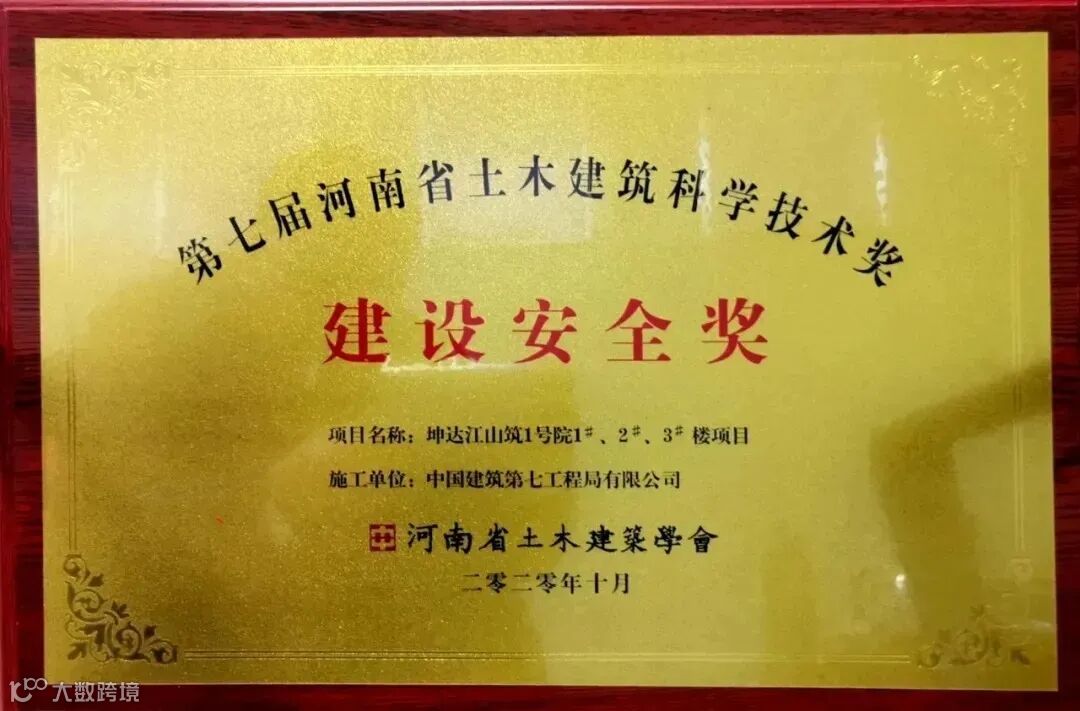 第七届河南省土木建筑科学技术奖
建设安全奖
项目名称：坤达江山筑1号院1#、2#、3#楼项目
施工单位：中国建筑第七工程局有限公司
河南省土木建築學會
二零二零年十月
大数跨境